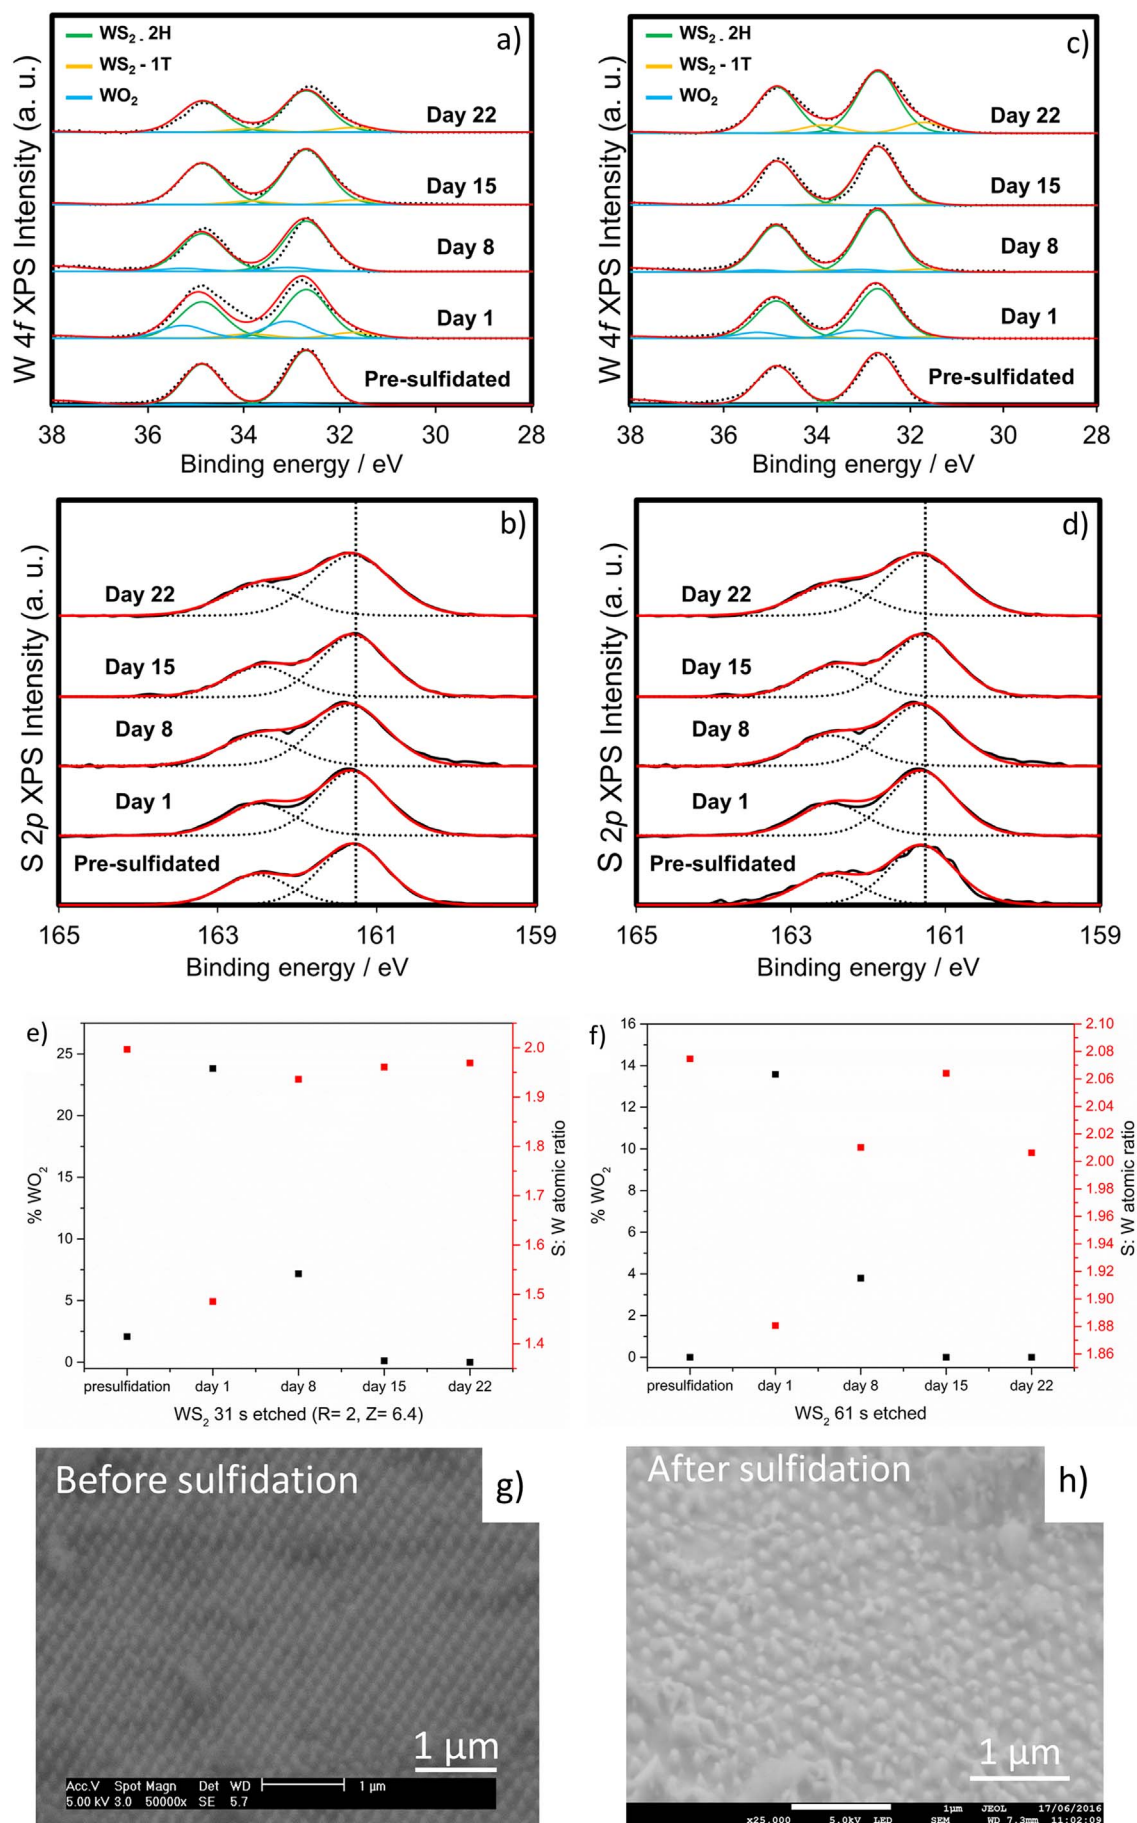 a)
WS2 - 2H
WS2 - 1T
WO2
Day 22
Day 15
Day 8
Day 1
Pre-sulfidated
W 4f XPS Intensity (a. u.)
38 36 34 32 30 28
Binding energy / eV
c)
WS2 - 2H
WS2 - 1T
WO2
Day 22
Day 15
Day 8
Day 1
Pre-sulfidated
W 4f XPS Intensity (a. u.)
38 36 34 32 30 28
Binding energy / eV
b)
Day 22
Day 15
Day 8
Day 1
Pre-sulfidated
S 2p XPS Intensity (a. u.)
165 163 161 159
Binding energy / eV
d)
Day 22
Day 15
Day 8
Day 1
Pre-sulfidated
S 2p XPS Intensity (a. u.)
165 163 161 159
Binding energy / eV
e)
25
20
15
10
5
0
% WO2
2.0
1.9
1.8
1.7
1.6
1.5
1.4
S: W atomic ratio
presulfidation day 1 day 8 day 15 day 22
WS2 31 s etched (R= 2, Z= 6.4)
f)
16
14
12
10
8
6
4
2
0
% WO2
2.10
2.08
2.06
2.04
2.02
2.00
1.98
1.96
1.94
1.92
1.90
1.88
1.86
S: W atomic ratio
presulfidation day 1 day 8 day 15 day 22
WS2 61 s etched
Before sulfidation
g)
1 μm
Acc.V Spot Magn Det WD 1 μm
5.00 kV 3.0 50000x SE 5.7
After sulfidation
h)
1 μm
1μm JEOL 17/06/2016
x25,000 5.0kV LED SEM WD 7.3mm 11:02:09